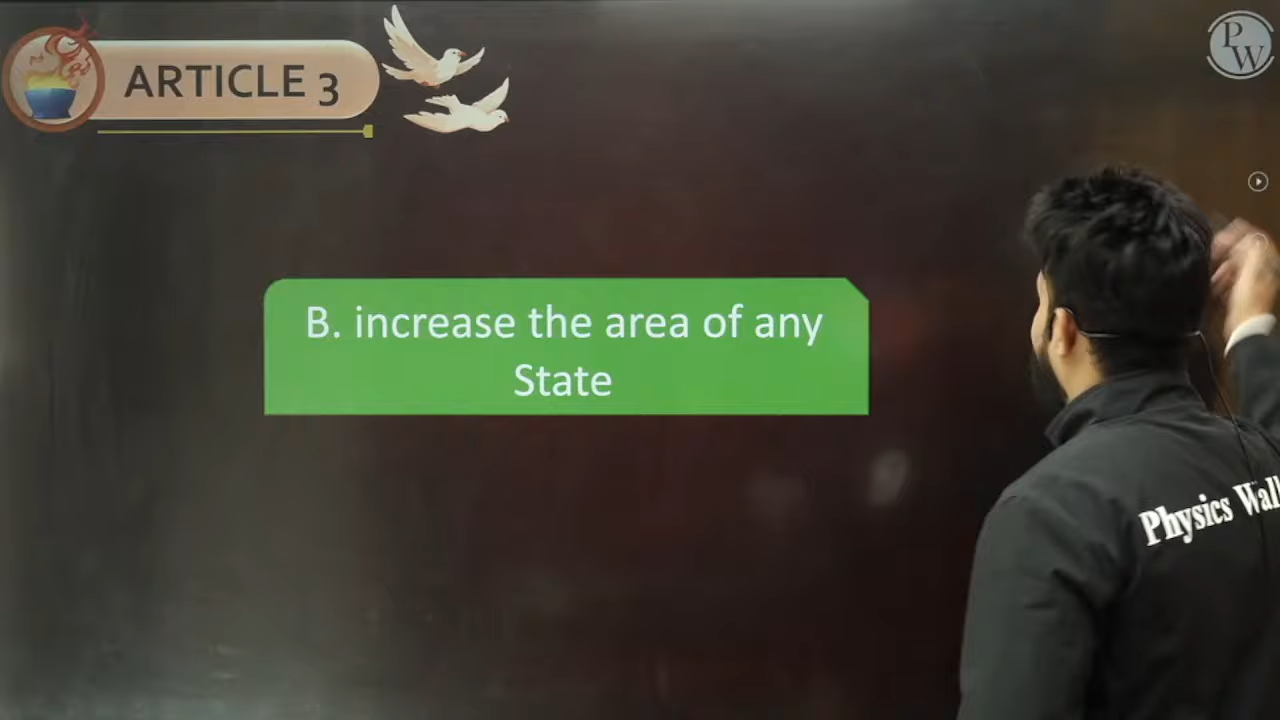 ARTICLE 3
PW
B. increase the area of any
State
Physics Wall